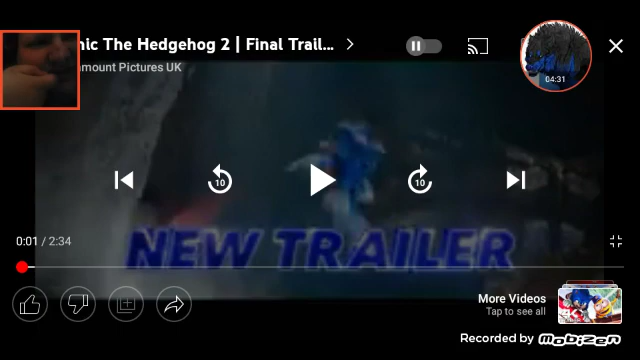 nic The Hedgehog 2 | Final Trail...
amount Pictures UK
04:31
10
10
0:01 / 2:34
NEW TRAILER
More Videos
Tap to see all
Recorded by Mobizen